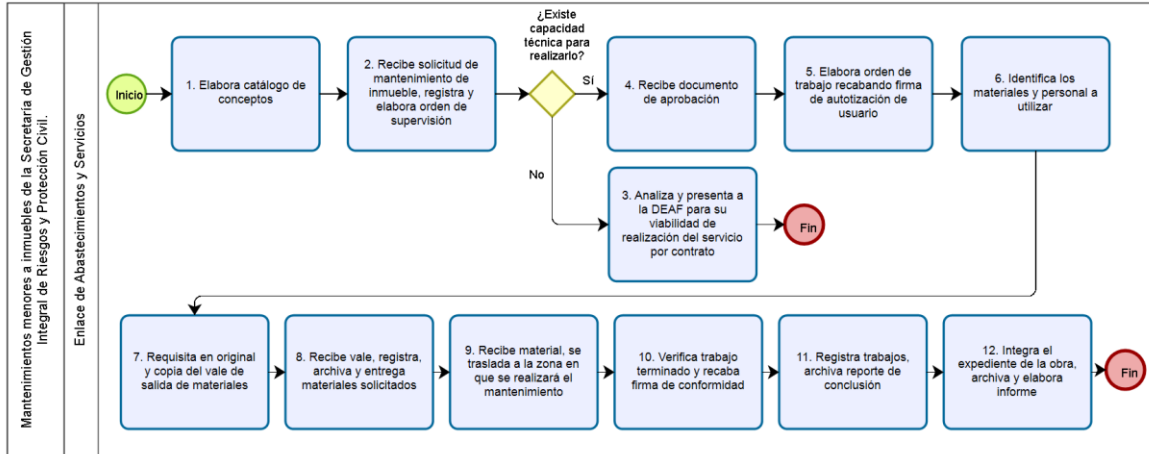 Mantenimientos menores a inmuebles de la Secretaría de Gestión
Integral de Riesgos y Protección Civil.
Enlace de Abastecimientos y Servicios
Inicio
1. Elabora catálogo de
conceptos
2. Recibe solicitud de
mantenimiento de
inmueble, registra y
elabora orden de
supervisión
¿Existe
capacidad
técnica para
realizarlo?
Sí
No
4. Recibe documento
de aprobación
5. Elabora orden de
trabajo recabando firma
de autotización de
usuario
6. Identifica los
materiales y personal a
utilizar
3. Analiza y presenta a
la DEAF para su
viabilidad de
realización del servicio
por contrato
Fin
7. Requisita en original
y copia del vale de
salida de materiales
8. Recibe vale, registra,
archiva y entrega
materiales solicitados
9. Recibe material, se
traslada a la zona en
que se realizará el
mantenimiento
10. Verifica trabajo
terminado y recaba
firma de conformidad
11. Registra trabajos,
archiva reporte de
conclusión
12. Integra el
expediente de la obra,
archiva y elabora
informe
Fin